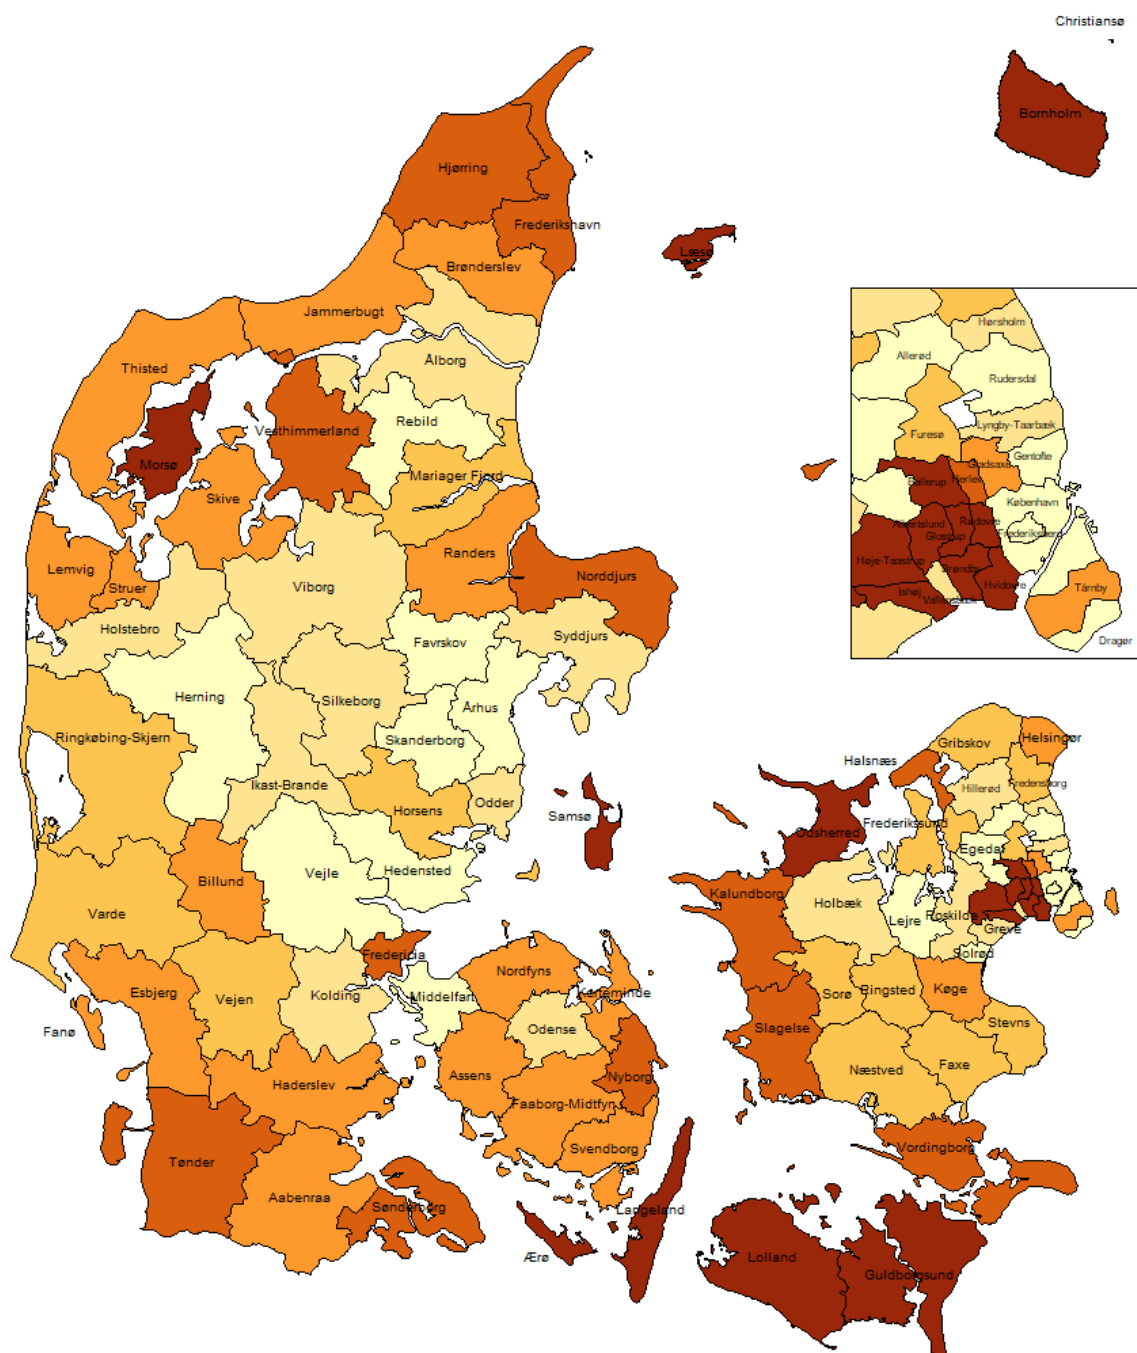 Christiansø
Bornholm
Hjørring
Frederikshavn
Læsø
Brønderslev
Jammerbugt
Thisted
Ålborg
Rebild
Vesthimmerland
Morsø
Mariager Fjord
Skive
Randers
Norddjurs
Lemvig
Struer
Viborg
Holstebro
Favrskov
Syddjurs
Herning
Silkeborg
Århus
Ringkøbing-Skjern
Skanderborg
Ikast-Brande
Horsens
Odder
Samsø
Billund
Vejle
Hedensted
Varde
Fredericia
Esbjerg
Vejen
Kolding
Middelfart
Nordfyns
Kerteminde
Fanø
Odense
Haderslev
Assens
Nyborg
Faaborg-Midtfyn
Svendborg
Tønder
Aabenraa
Sønderborg
Langeland
Ærø
Hørsholm
Allerød
Rudersdal
Lyngby-Taarbæk
Furesø
Gentofte
Gladsaxe
Herlev
Ballerup
København
Rødovre
Albertslund
Frederiksberg
Glostrup
Høje-Taastrup
Brøndby
Hvidovre
Ishøj
Vallensbæk
Tårnby
Dragør
Helsingør
Gribskov
Halsnæs
Fredensborg
Hillerød
Frederikssund
Odsherred
Egedal
Kalundborg
Holbæk
Lejre
Roskilde
Greve
Solrød
Sorø
Ringsted
Køge
Stevns
Slagelse
Næstved
Faxe
Vordingborg
Lolland
Guldborgsund